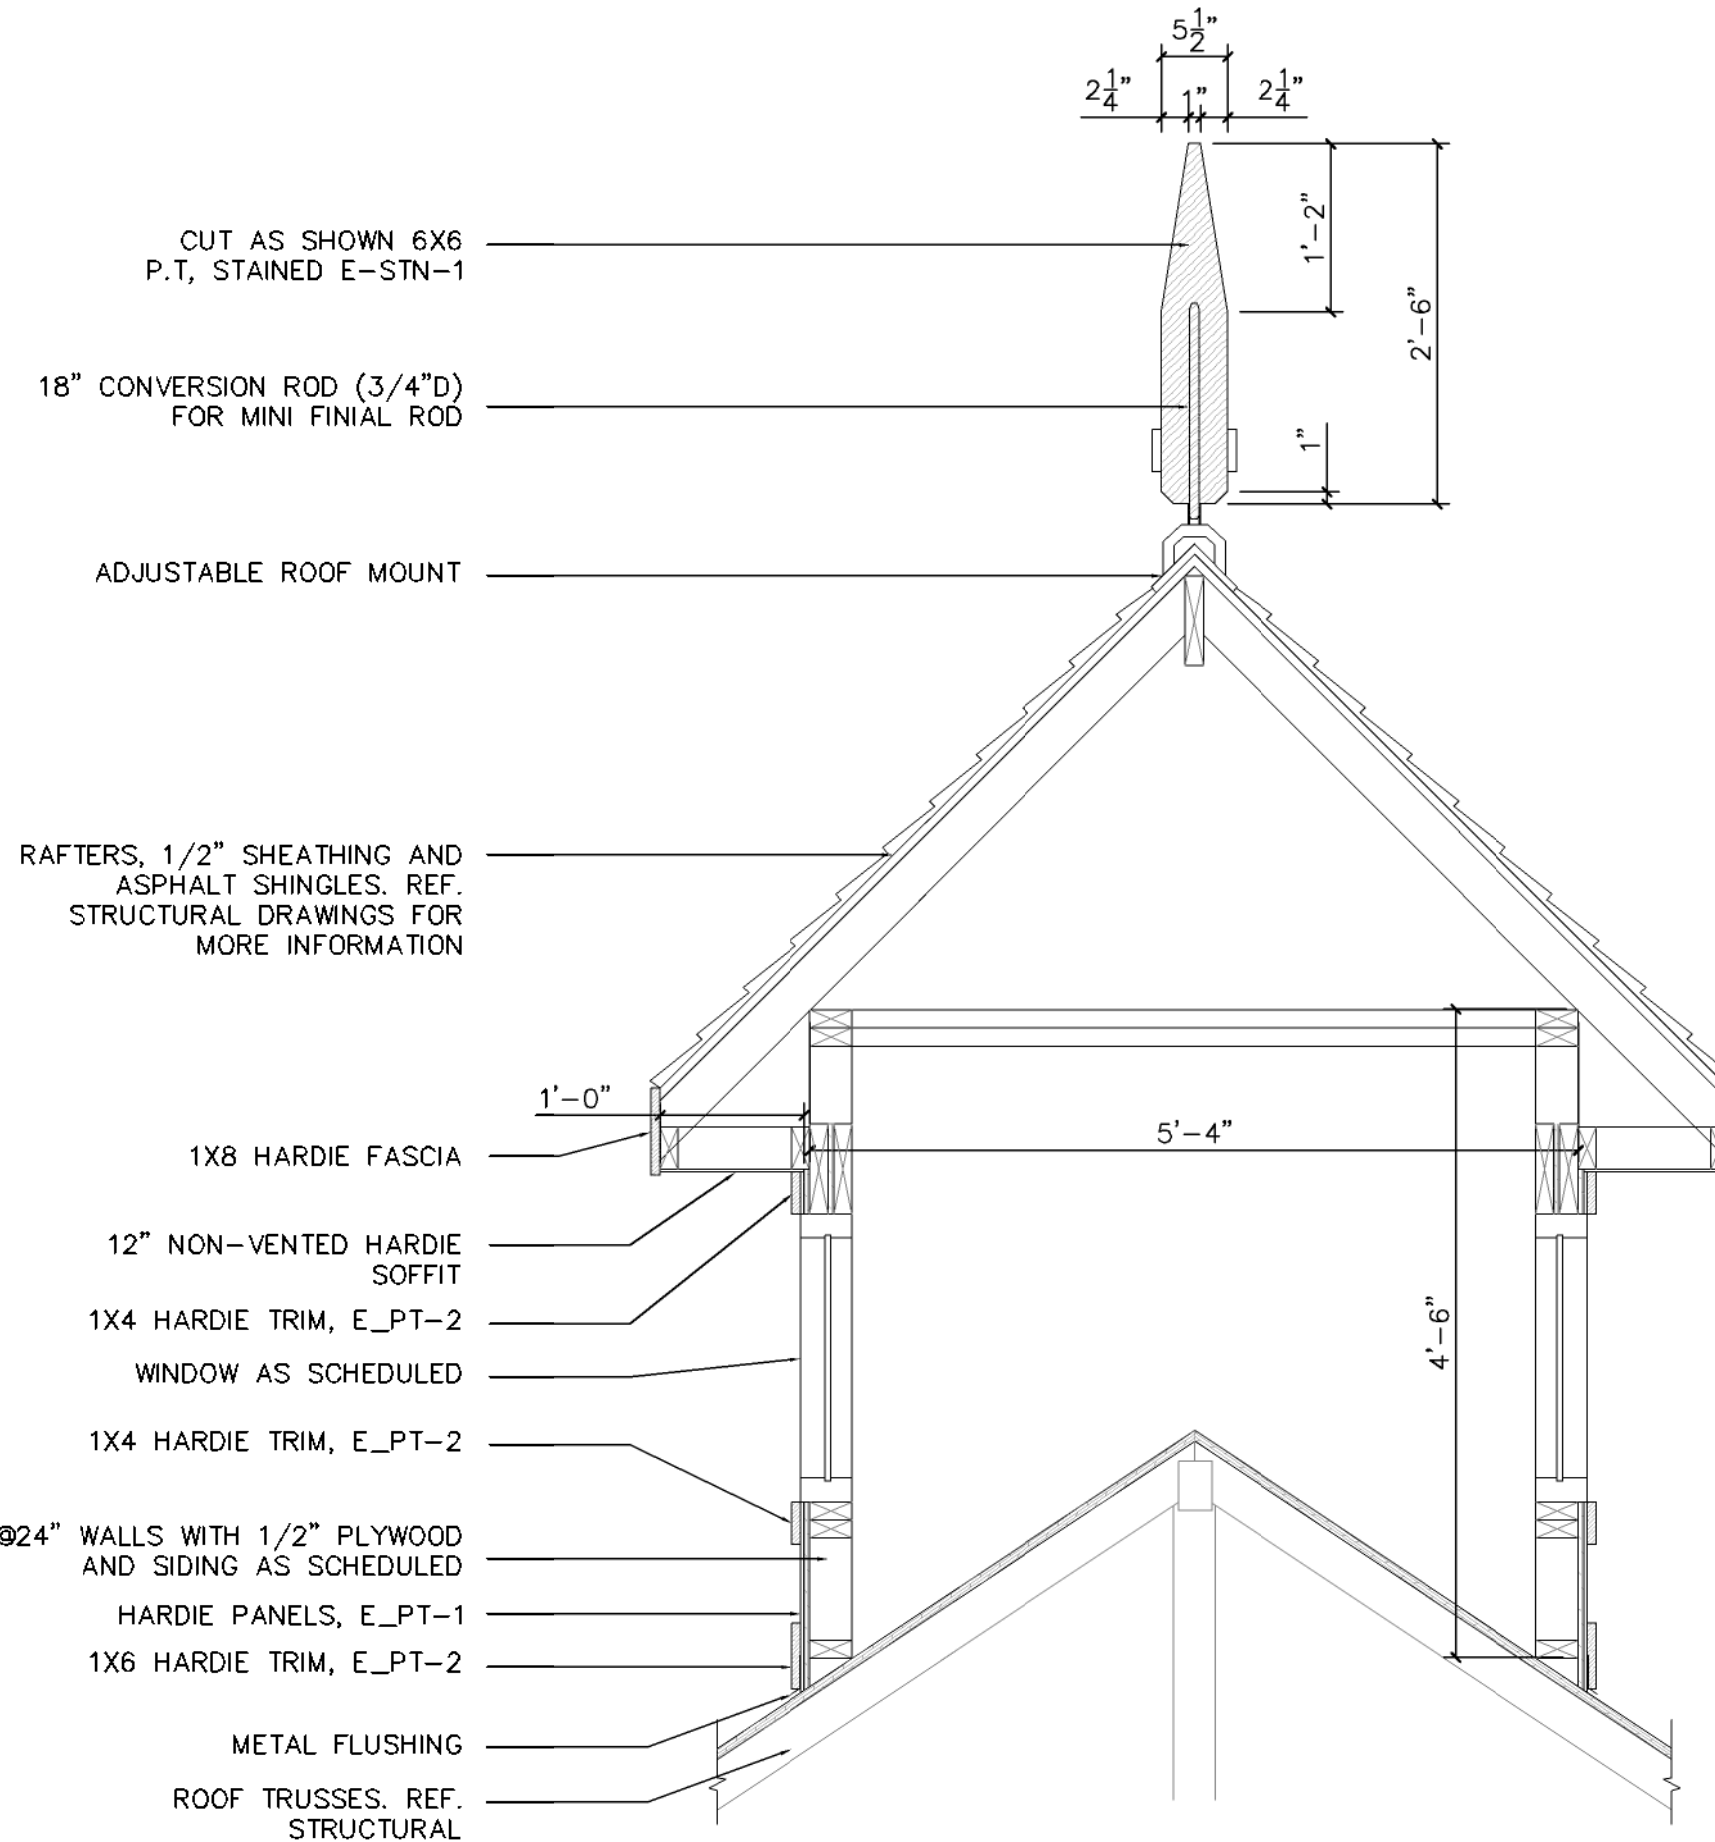 5 1/2"
2 1/4"
1"
2 1/4"
1'-2"
2'-6"
1"
CUT AS SHOWN 6X6
P.T, STAINED E-STN-1
18" CONVERSION ROD (3/4"D)
FOR MINI FINIAL ROD
ADJUSTABLE ROOF MOUNT
RAFTERS, 1/2" SHEATHING AND
ASPHALT SHINGLES. REF.
STRUCTURAL DRAWINGS FOR
MORE INFORMATION
1'-0"
5'-4"
4'-6"
1X8 HARDIE FASCIA
12" NON-VENTED HARDIE
SOFFIT
1X4 HARDIE TRIM, E_PT-2
WINDOW AS SCHEDULED
1X4 HARDIE TRIM, E_PT-2
@24" WALLS WITH 1/2" PLYWOOD
AND SIDING AS SCHEDULED
HARDIE PANELS, E_PT-1
1X6 HARDIE TRIM, E_PT-2
METAL FLUSHING
ROOF TRUSSES. REF.
STRUCTURAL